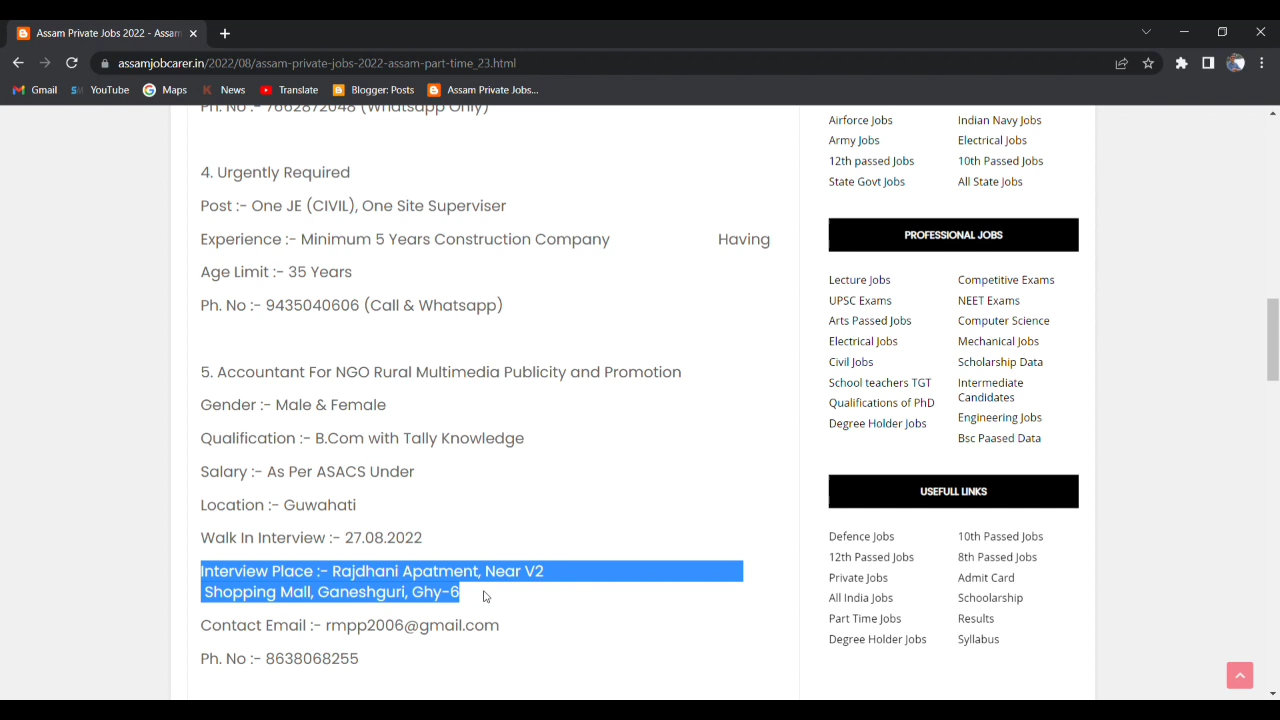 Assam Private Jobs 2022 - Assam
assamjobcarer.in/2022/08/assam-private-jobs-2022-assam-part-time_23.html
Gmail YouTube Maps News Translate Blogger: Posts Assam Private Jobs...
Ph. No :- 7662872048 (Whatsapp Only)
4. Urgently Required
Post :- One JE (CIVIL), One Site Superviser
Experience :- Minimum 5 Years Construction Company Having
Age Limit :- 35 Years
Ph. No :- 9435040606 (Call & Whatsapp)
5. Accountant For NGO Rural Multimedia Publicity and Promotion
Gender :- Male & Female
Qualification :- B.Com with Tally Knowledge
Salary :- As Per ASACS Under
Location :- Guwahati
Walk In Interview :- 27.08.2022
Interview Place :- Rajdhani Apatment, Near V2
Shopping Mall, Ganeshguri, Ghy-6
Contact Email :- rmpp2006@gmail.com
Ph. No :- 8638068255
Airforce Jobs Indian Navy Jobs
Army Jobs Electrical Jobs
12th passed Jobs 10th Passed Jobs
State Govt Jobs All State Jobs
PROFESSIONAL JOBS
Lecture Jobs Competitive Exams
UPSC Exams NEET Exams
Arts Passed Jobs Computer Science
Electrical Jobs Mechanical Jobs
Civil Jobs Scholarship Data
School teachers TGT Intermediate
Candidates
Qualifications of PhD
Engineering Jobs
Degree Holder Jobs
Bsc Paased Data
USEFULL LINKS
Defence Jobs 10th Passed Jobs
12th Passed Jobs 8th Passed Jobs
Private Jobs Admit Card
All India Jobs Schoolarship
Part Time Jobs Results
Degree Holder Jobs Syllabus